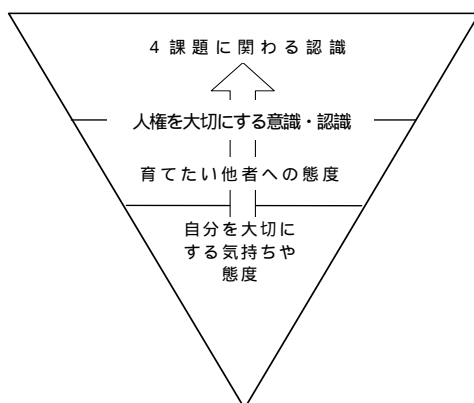 4課題に関わる認識
人権を大切にする意識・認識
育てたい他者への態度
自分を大切に
する気持ちや
態度